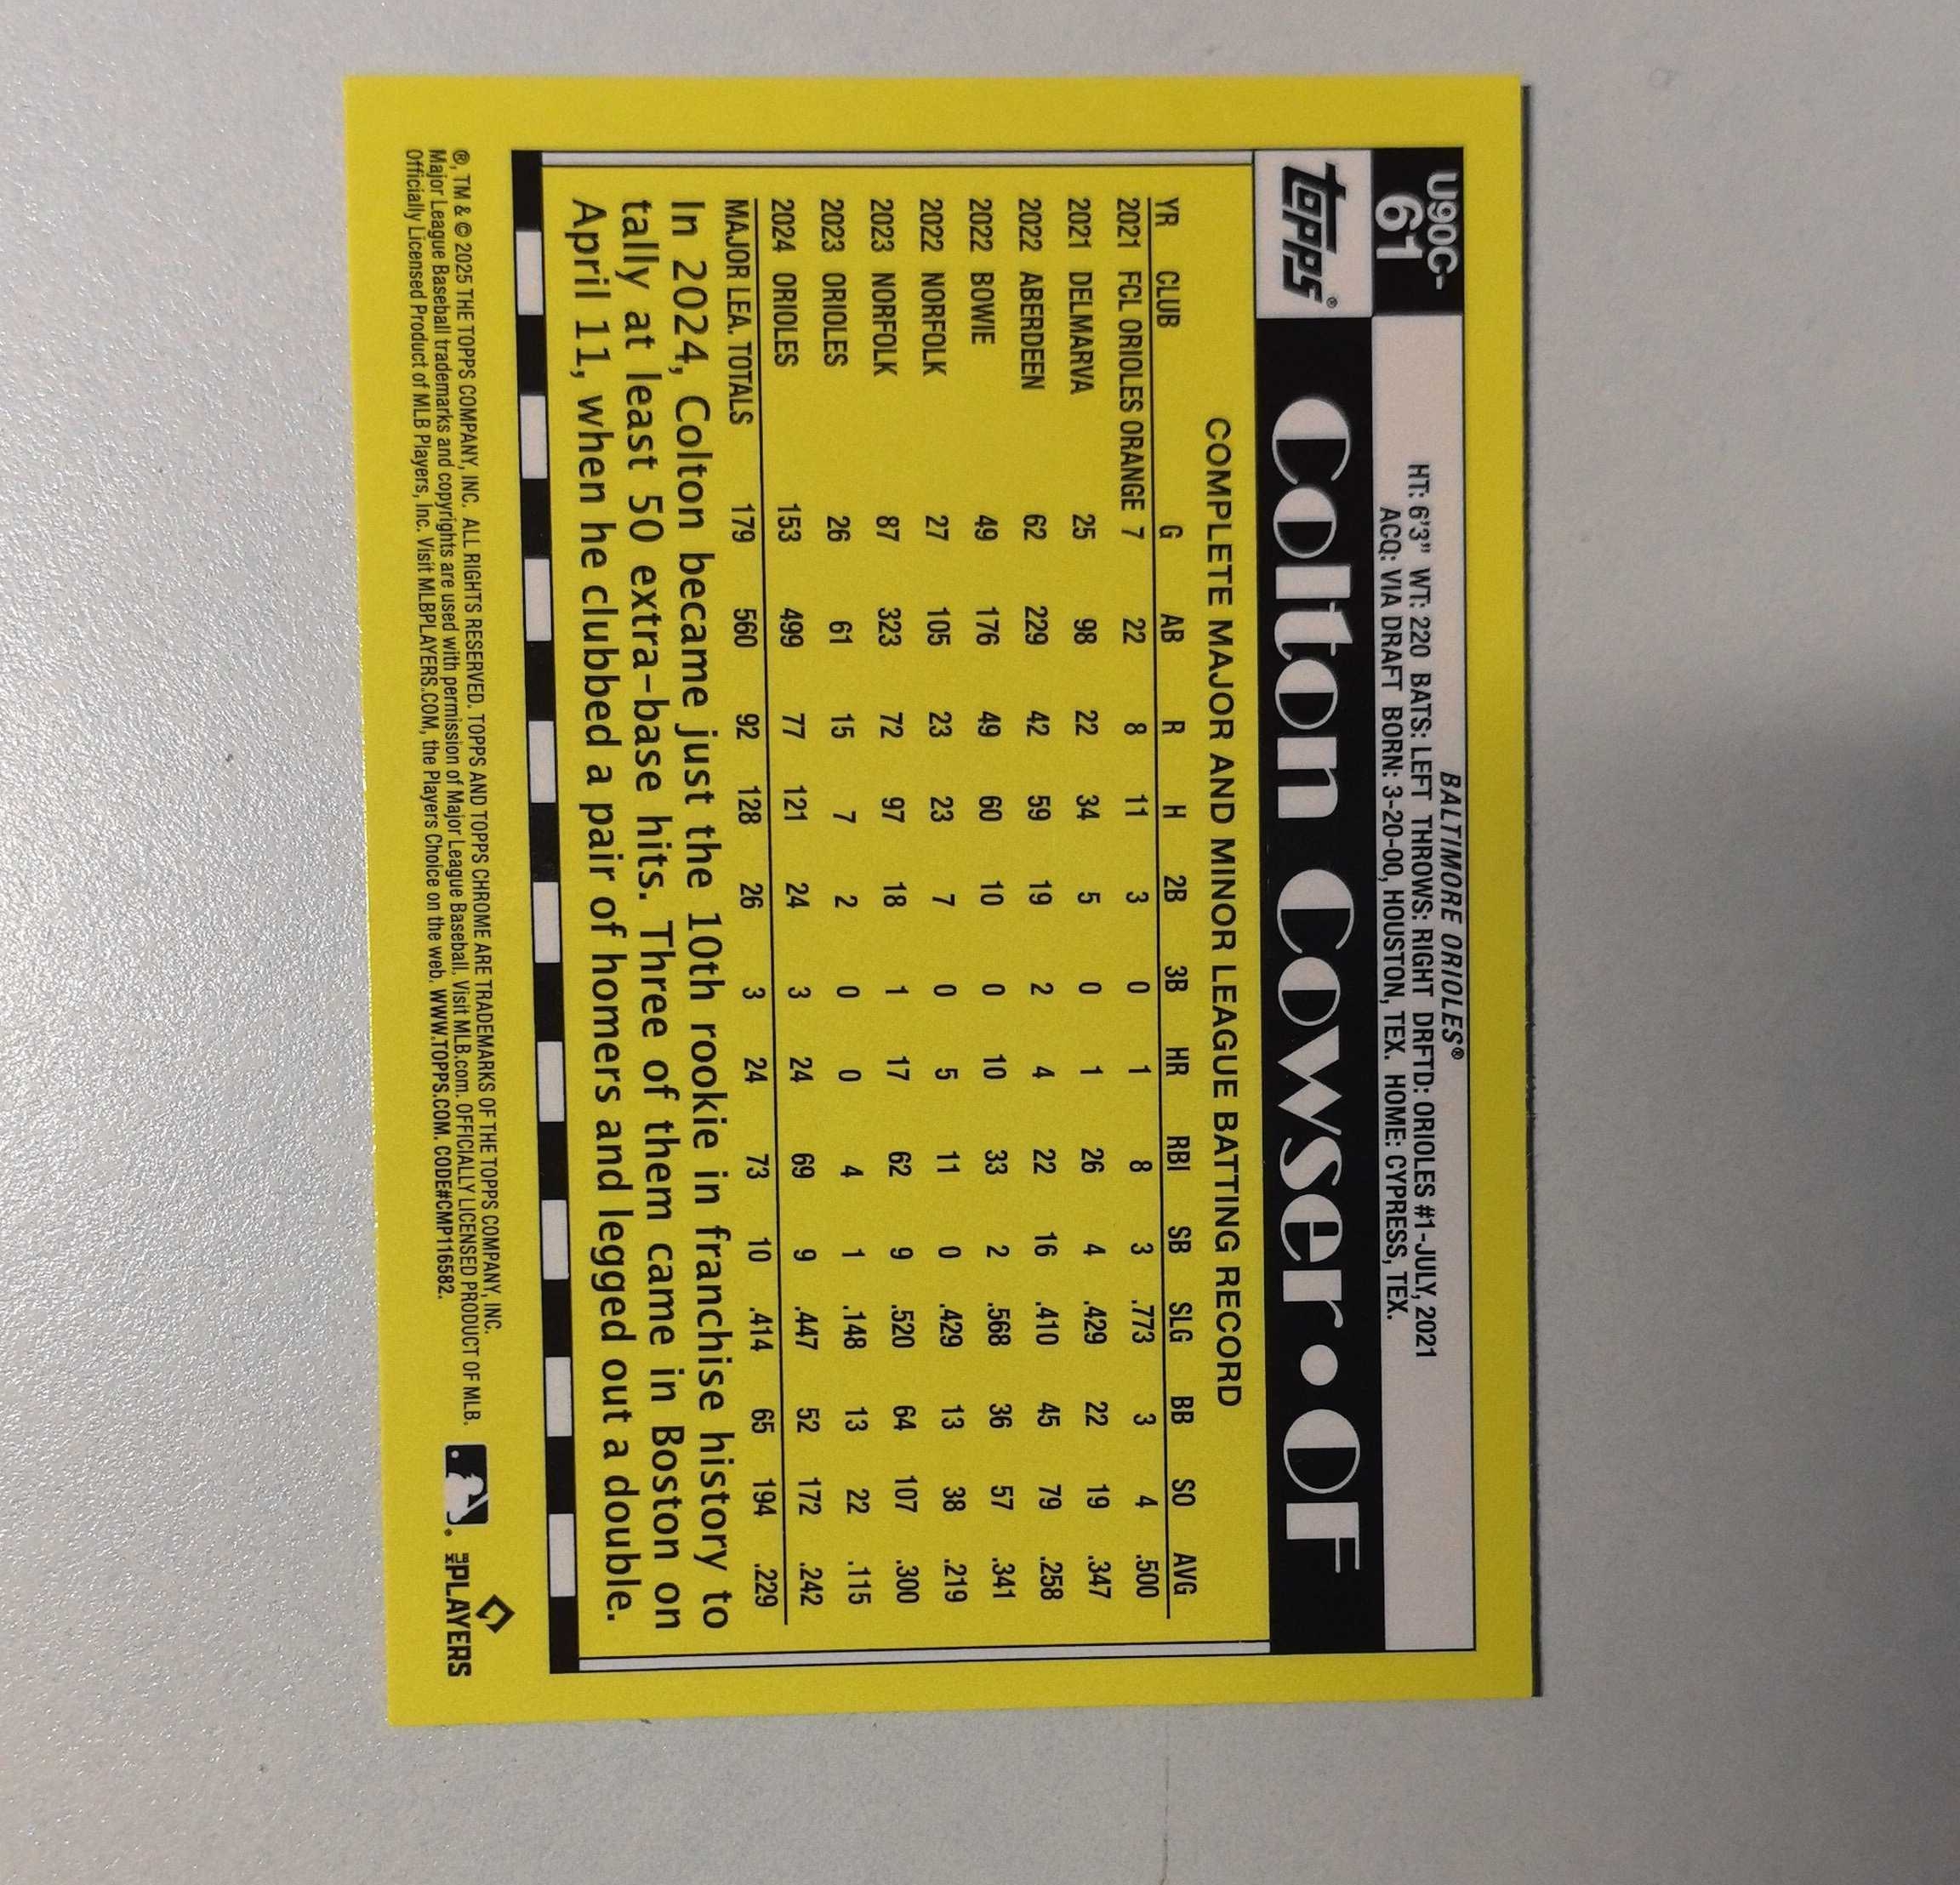 U90C-
61
BALTIMORE ORIOLES®
HT: 6'3" WT: 220 BATS: LEFT THROWS: RIGHT DRFTD: ORIOLES #1-JULY, 2021
ACQ: VIA DRAFT BORN: 3-20-00, HOUSTON, TEX. HOME: CYPRESS, TEX.
topps®
Colton Cowser • OF
COMPLETE MAJOR AND MINOR LEAGUE BATTING RECORD
YR CLUB G AB R H 2B 3B HR RBI SB SLG BB SO AVG
2021 FCL ORIOLES ORANGE 7 22 8 11 3 0 1 8 3 .773 3 4 .500
2021 DELMARVA 25 98 22 34 5 0 1 26 4 .429 22 19 .347
2022 ABERDEEN 62 229 42 59 19 2 4 22 16 .410 45 79 .258
2022 BOWIE 49 176 49 60 10 0 10 33 2 .568 36 57 .341
2022 NORFOLK 27 105 23 23 7 0 5 11 0 .429 13 38 .219
2023 NORFOLK 87 323 72 97 18 1 17 62 9 .520 64 107 .300
2023 ORIOLES 26 61 15 7 2 0 0 4 1 .148 13 22 .115
2024 ORIOLES 153 499 77 121 24 3 24 69 9 .447 52 172 .242
MAJOR LEA. TOTALS 179 560 92 128 26 3 24 73 10 .414 65 194 .229
In 2024, Colton became just the 10th rookie in franchise history to
tally at least 50 extra-base hits. Three of them came in Boston on
April 11, when he clubbed a pair of homers and legged out a double.
®, TM & © 2025 THE TOPPS COMPANY, INC. ALL RIGHTS RESERVED. TOPPS AND TOPPS CHROME ARE TRADEMARKS OF THE TOPPS COMPANY, INC.
Major League Baseball trademarks and copyrights are used with permission of Major League Baseball. Visit MLB.com. OFFICIALLY LICENSED PRODUCT OF MLB.
Officially Licensed Product of MLB Players, Inc. Visit MLBPLAYERS.COM, the Players Choice on the web. WWW.TOPPS.COM. CODE#CMP116582.
MLB PLAYERS